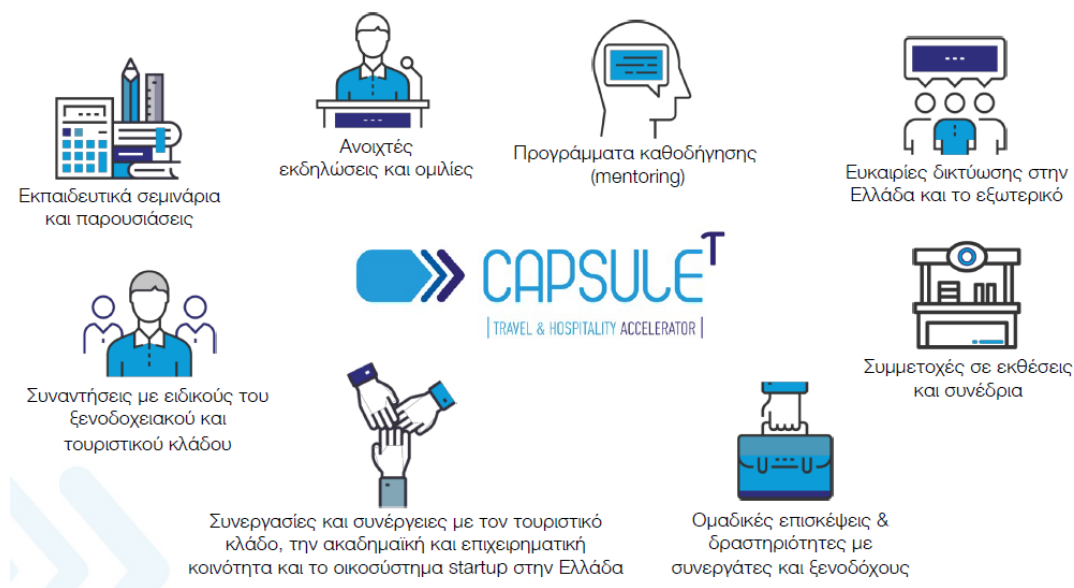 Εκπαιδευτικά σεμινάρια
και παρουσιάσεις
Ανοιχτές
εκδηλώσεις και ομιλίες
Προγράμματα καθοδήγησης
(mentoring)
Ευκαιρίες δικτύωσης στην
Ελλάδα και το εξωτερικό
CAPSULE T
TRAVEL & HOSPITALITY ACCELERATOR
Συναντήσεις με ειδικούς του
ξενοδοχειακού και
τουριστικού κλάδου
Συμμετοχές σε εκθέσεις
και συνέδρια
Συνεργασίες και συνέργειες με τον τουριστικό
κλάδο, την ακαδημαϊκή και επιχειρηματική
κοινότητα και το οικοσύστημα startup στην Ελλάδα
Ομαδικές επισκέψεις &
δραστηριότητες με
συνεργάτες και ξενοδόχους